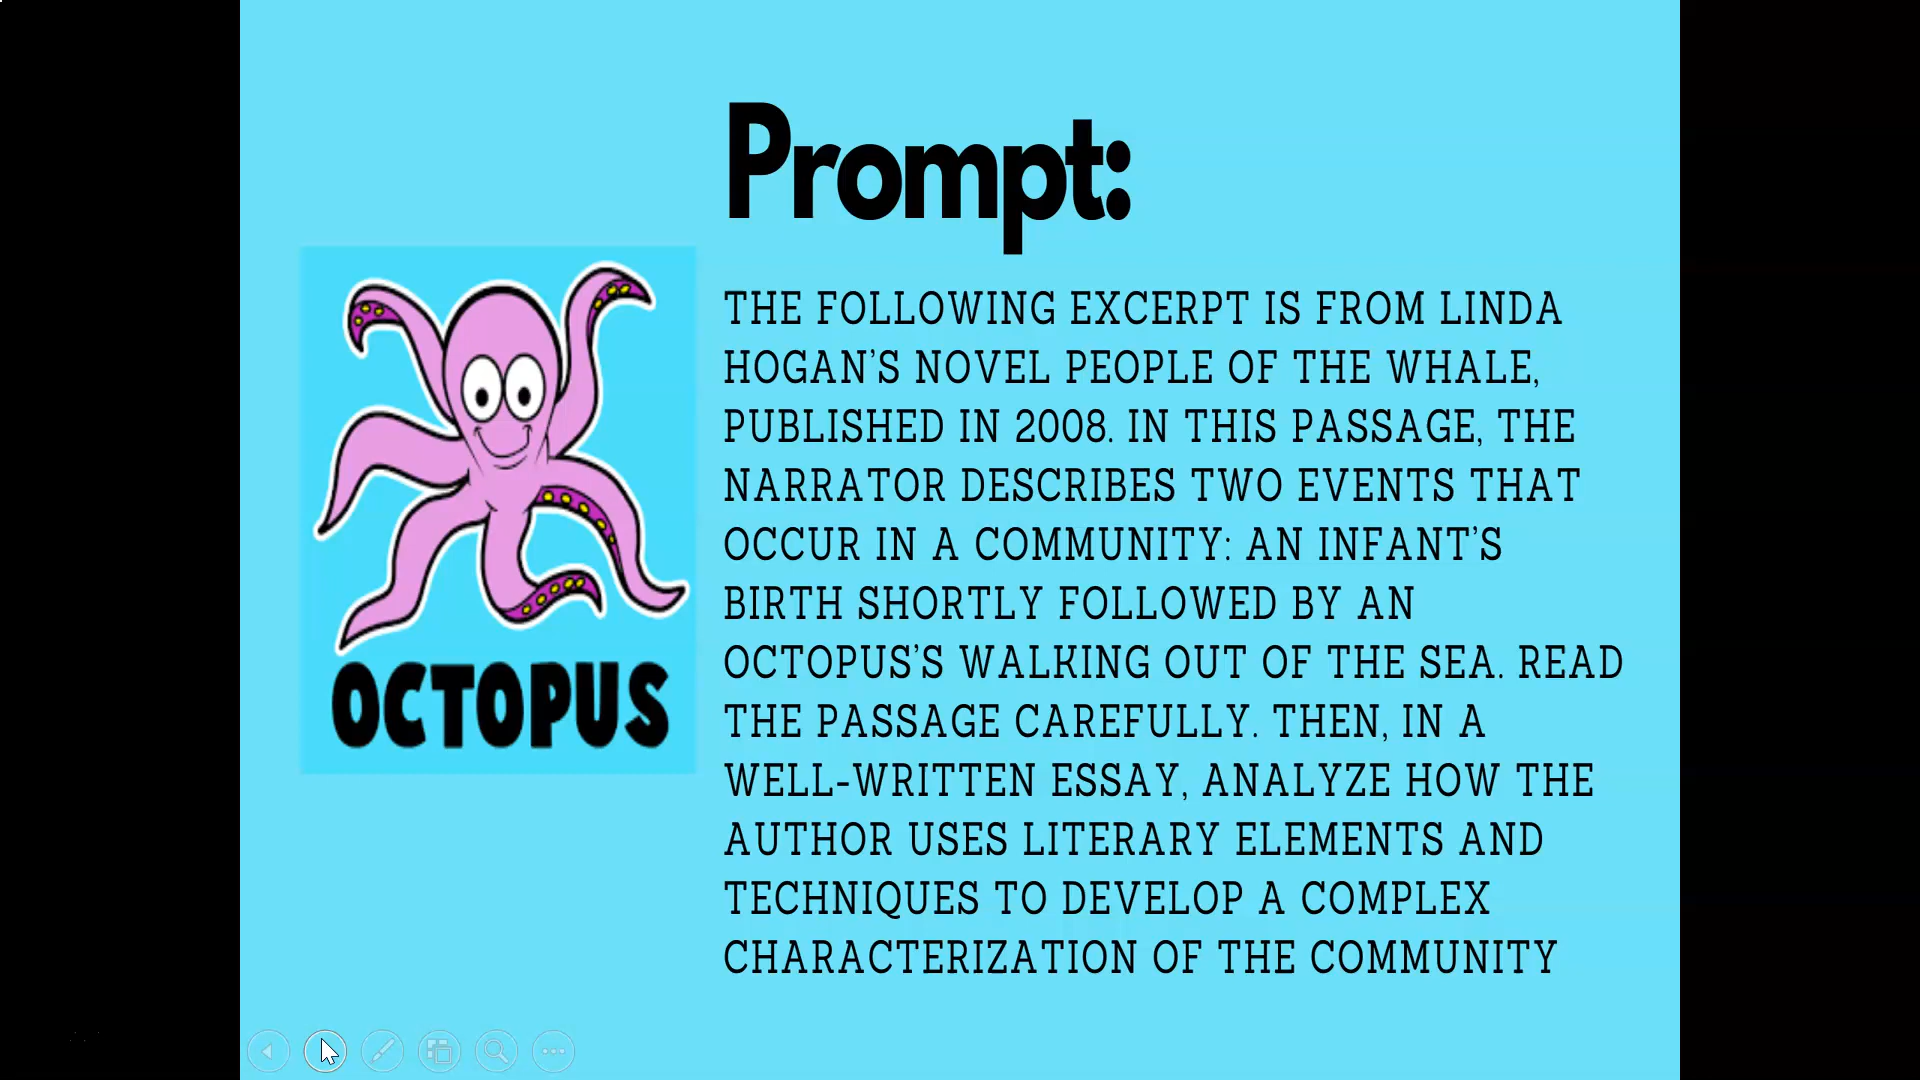 Prompt:
THE FOLLOWING EXCERPT IS FROM LINDA
HOGAN'S NOVEL PEOPLE OF THE WHALE,
PUBLISHED IN 2008. IN THIS PASSAGE, THE
NARRATOR DESCRIBES TWO EVENTS THAT
OCCUR IN A COMMUNITY: AN INFANT'S
BIRTH SHORTLY FOLLOWED BY AN
OCTOPUS'S WALKING OUT OF THE SEA. READ
THE PASSAGE CAREFULLY. THEN, IN A
WELL-WRITTEN ESSAY, ANALYZE HOW THE
AUTHOR USES LITERARY ELEMENTS AND
TECHNIQUES TO DEVELOP A COMPLEX
CHARACTERIZATION OF THE COMMUNITY
OCTOPUS